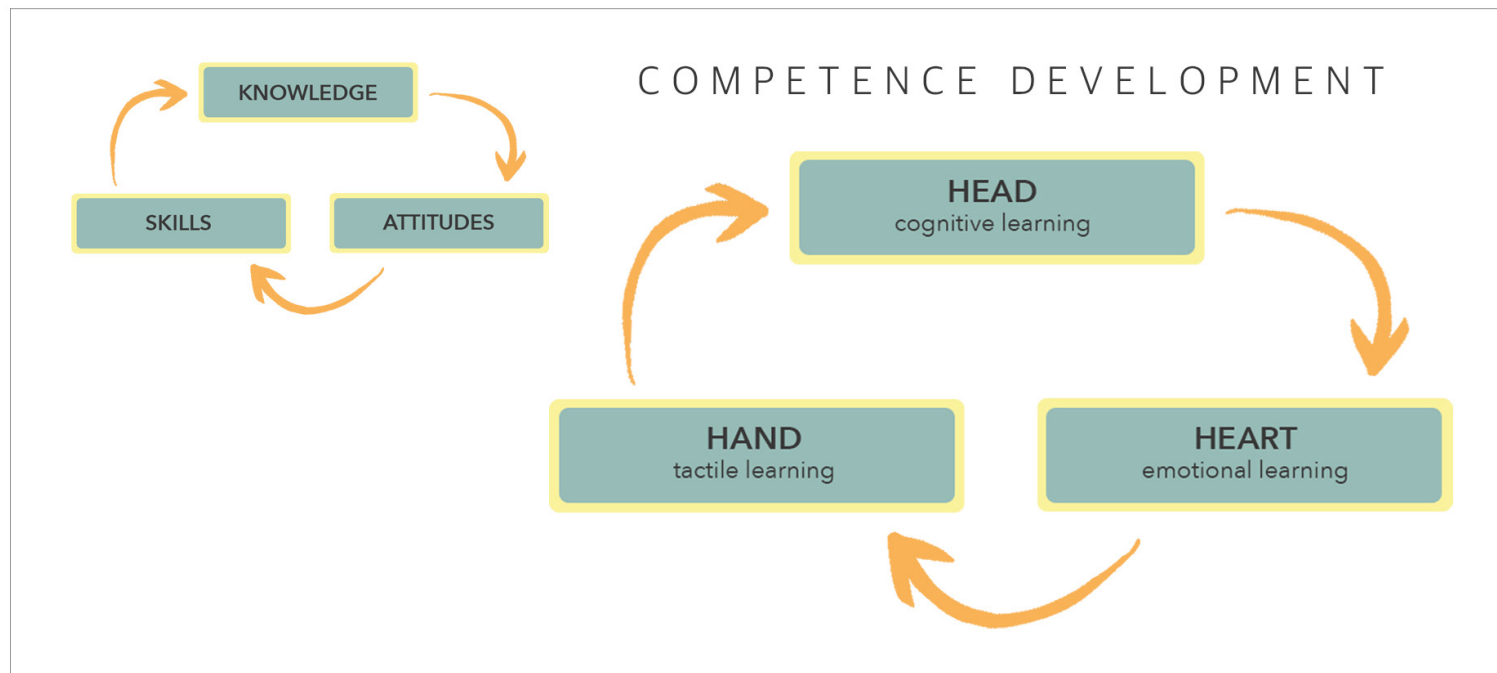 COMPETENCE DEVELOPMENT
KNOWLEDGE
SKILLS
ATTITUDES
HEAD
cognitive learning
HAND
tactile learning
HEART
emotional learning